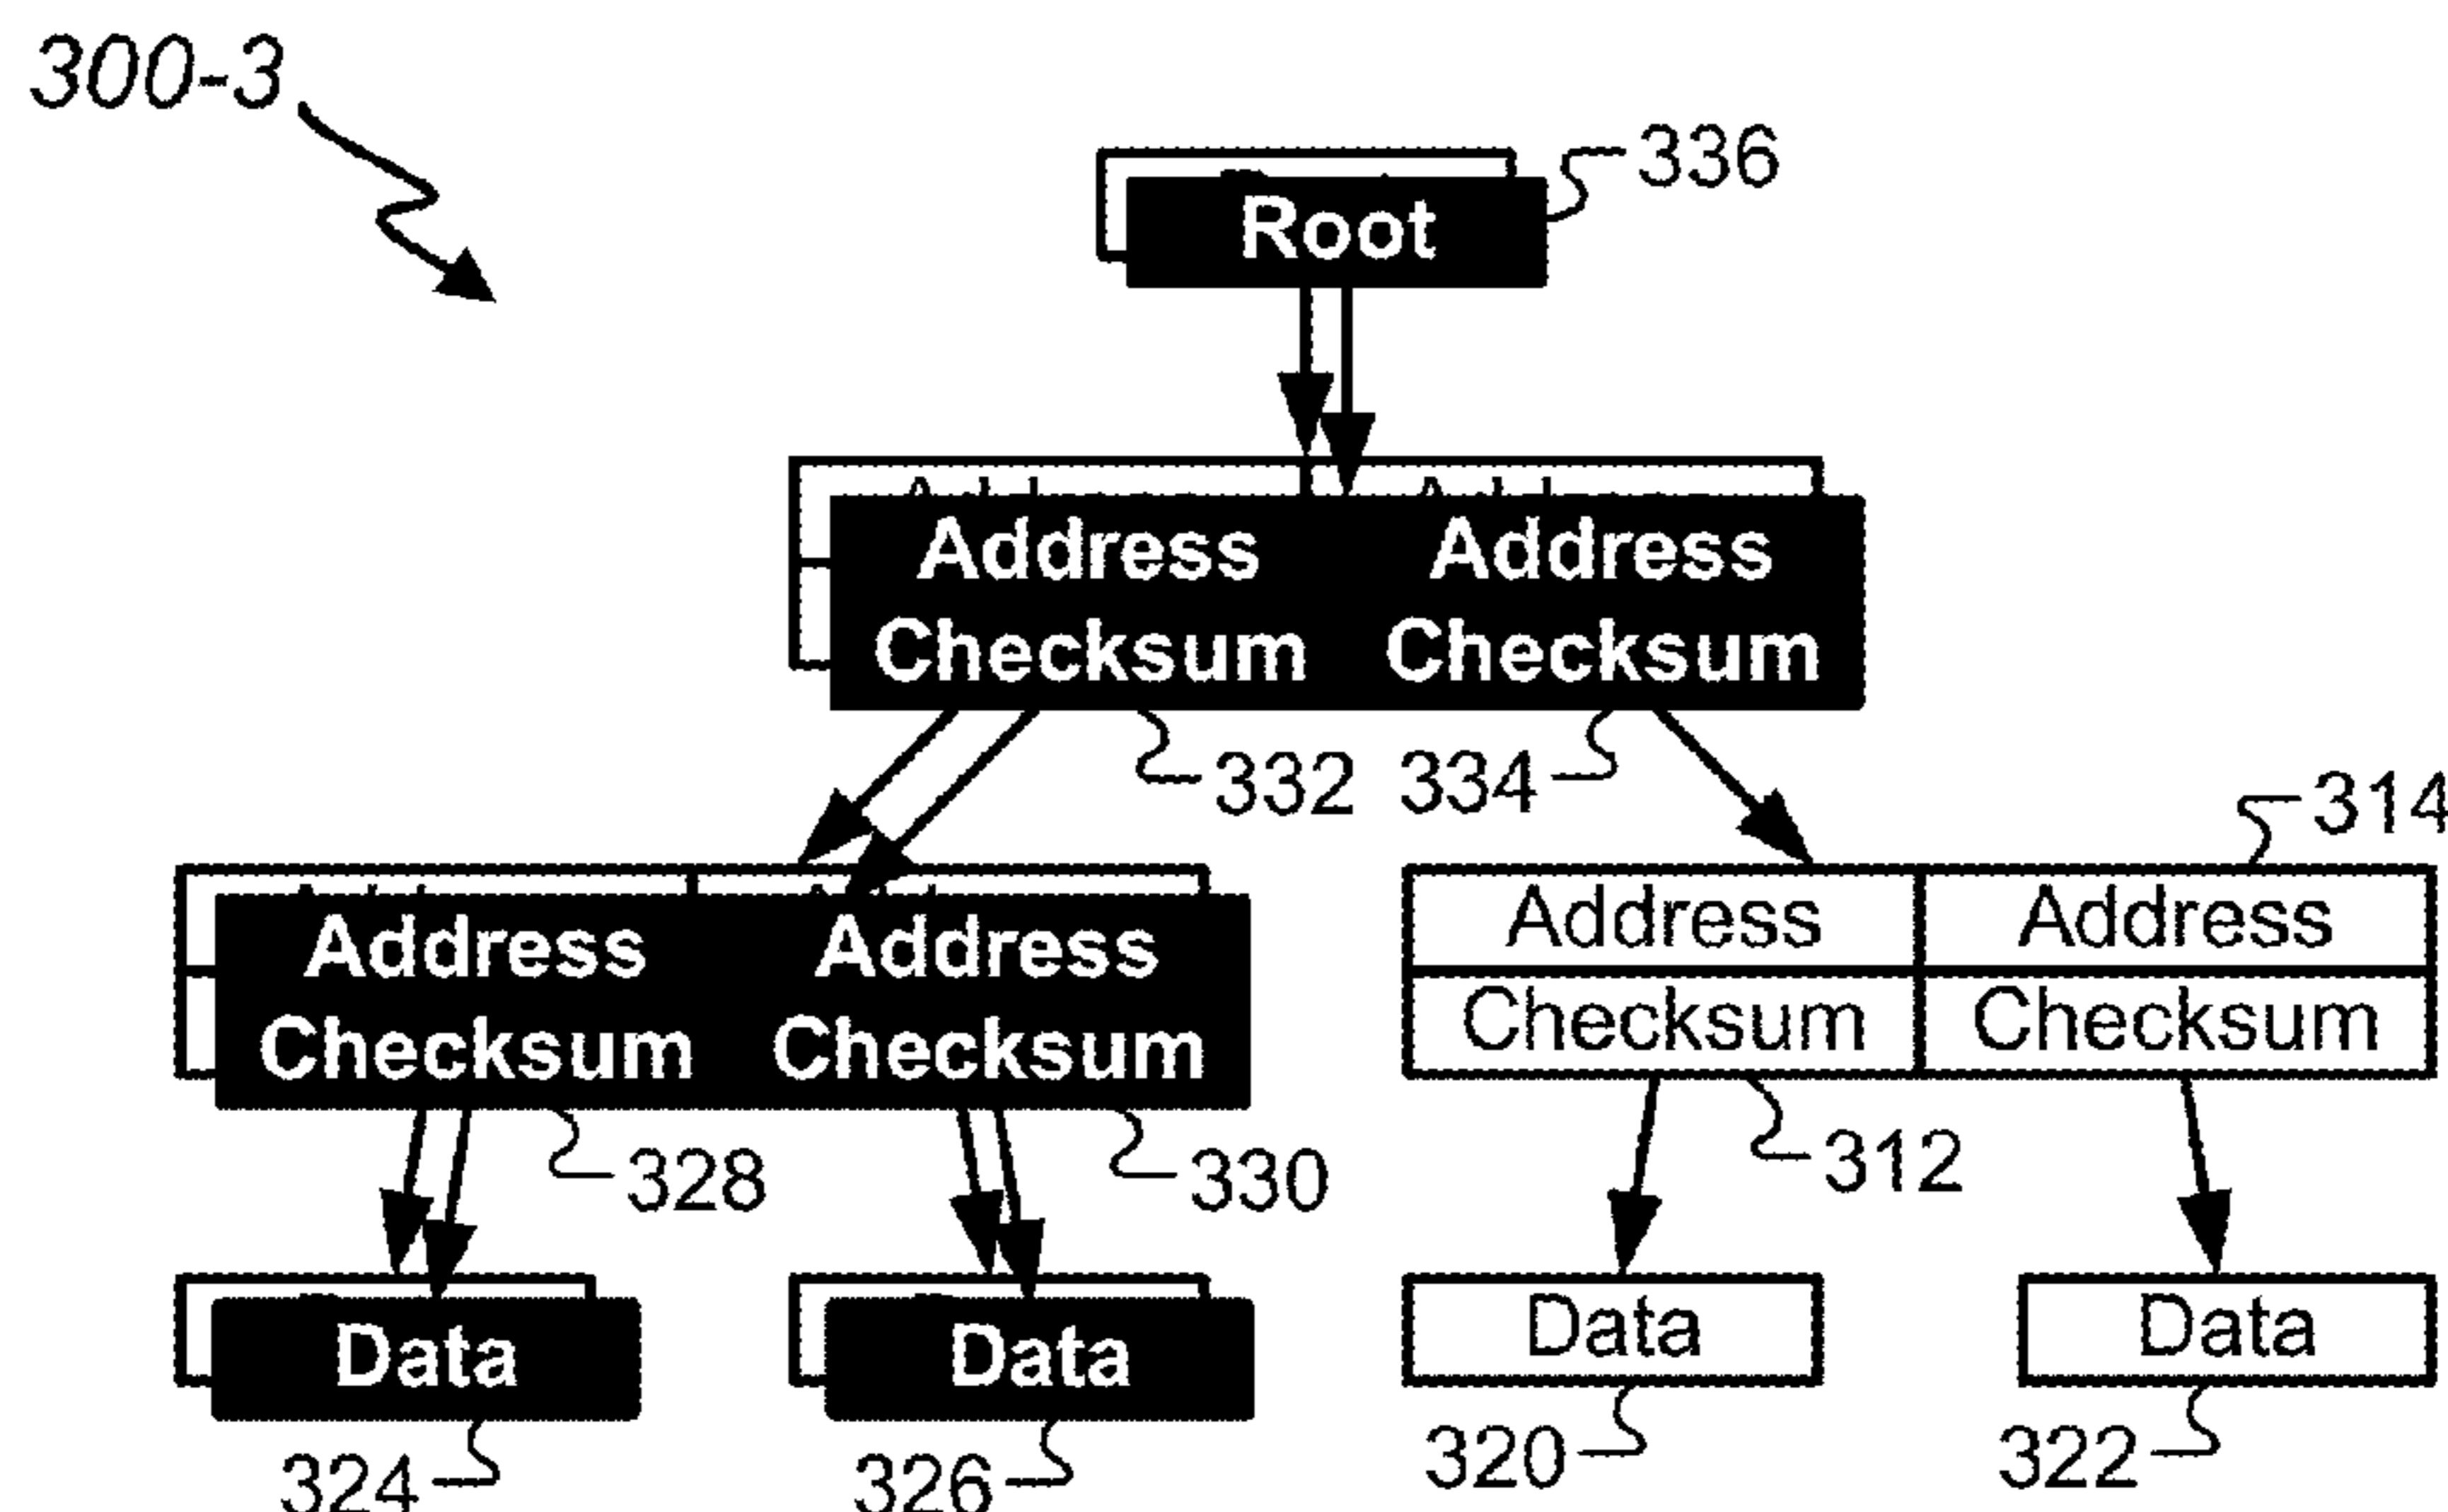 300-3
336
Root
Address Address
Checksum Checksum
332 334
314
Address Address Address Address
Checksum Checksum Checksum Checksum
328 330 312
Data Data Data Data
324 326 320 322